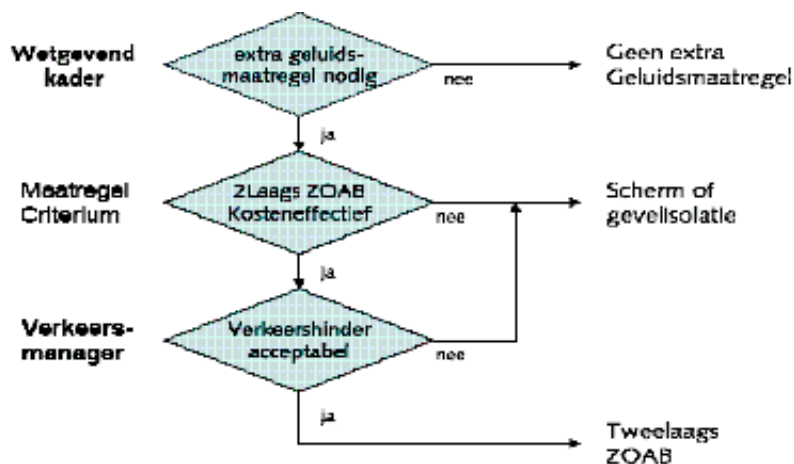 Wetgevend
kader
extra geluids-
maatregel nodig
nee
Geen extra
Geluidsmaatregel
ja
Maatregel
Criterium
2Laags ZOAB
Kosteneffectief
nee
Scherm of
gevelisolatie
ja
Verkeers-
manager
Verkeershinder
acceptabel
nee
ja
Tweelaags
ZOAB